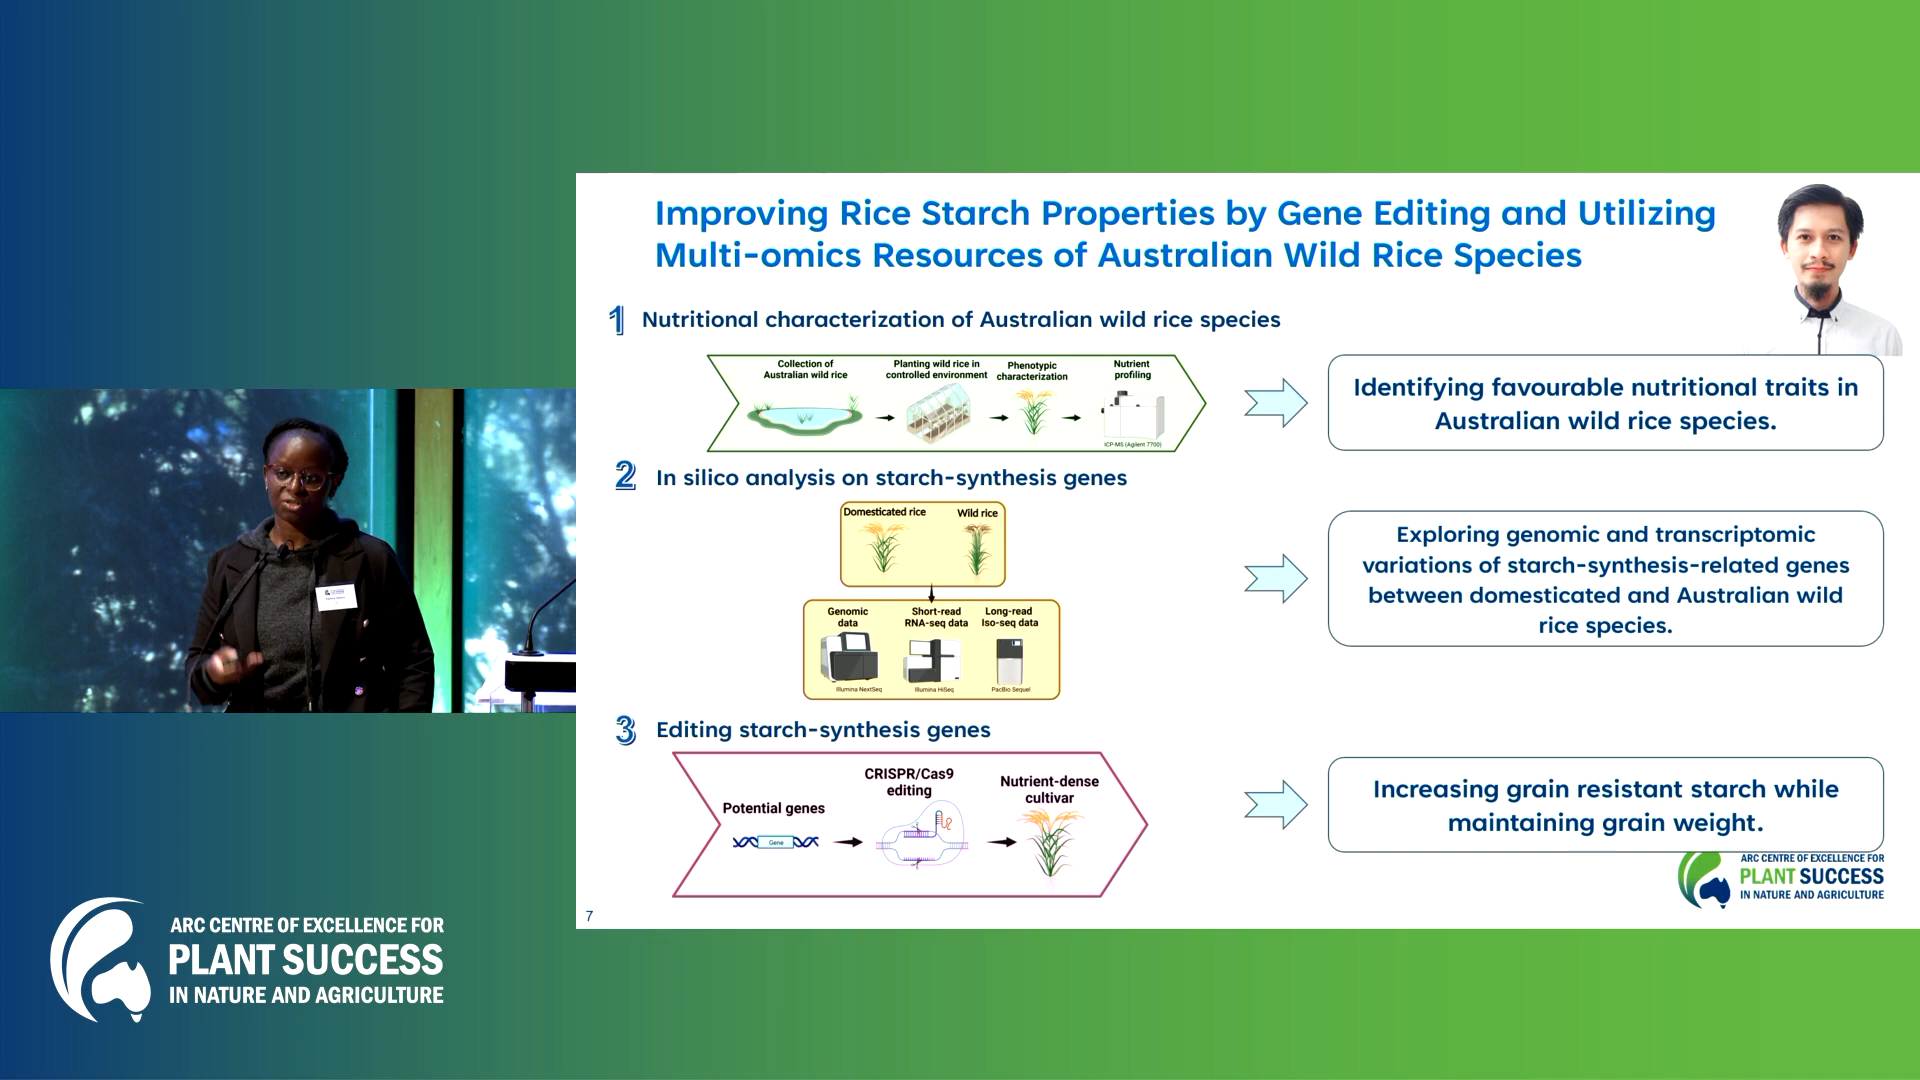 Improving Rice Starch Properties by Gene Editing and Utilizing
Multi-omics Resources of Australian Wild Rice Species
1 Nutritional characterization of Australian wild rice species
Collection of
Australian wild rice
Planting wild rice in
controlled environment
Phenotypic
characterization
Nutrient
profiling
ICP-MS (Agilent 7700)
Identifying favourable nutritional traits in
Australian wild rice species.
2 In silico analysis on starch-synthesis genes
Domesticated rice
Wild rice
Genomic
data
Short-read
RNA-seq data
Long-read
Iso-seq data
Illumina NextSeq
Illumina HiSeq
PacBio Sequel
Exploring genomic and transcriptomic
variations of starch-synthesis-related genes
between domesticated and Australian wild
rice species.
3 Editing starch-synthesis genes
Potential genes
Gene
CRISPR/Cas9
editing
Nutrient-dense
cultivar
Increasing grain resistant starch while
maintaining grain weight.
ARC CENTRE OF EXCELLENCE FOR
PLANT SUCCESS
IN NATURE AND AGRICULTURE
7
ARC CENTRE OF EXCELLENCE FOR
PLANT SUCCESS
IN NATURE AND AGRICULTURE